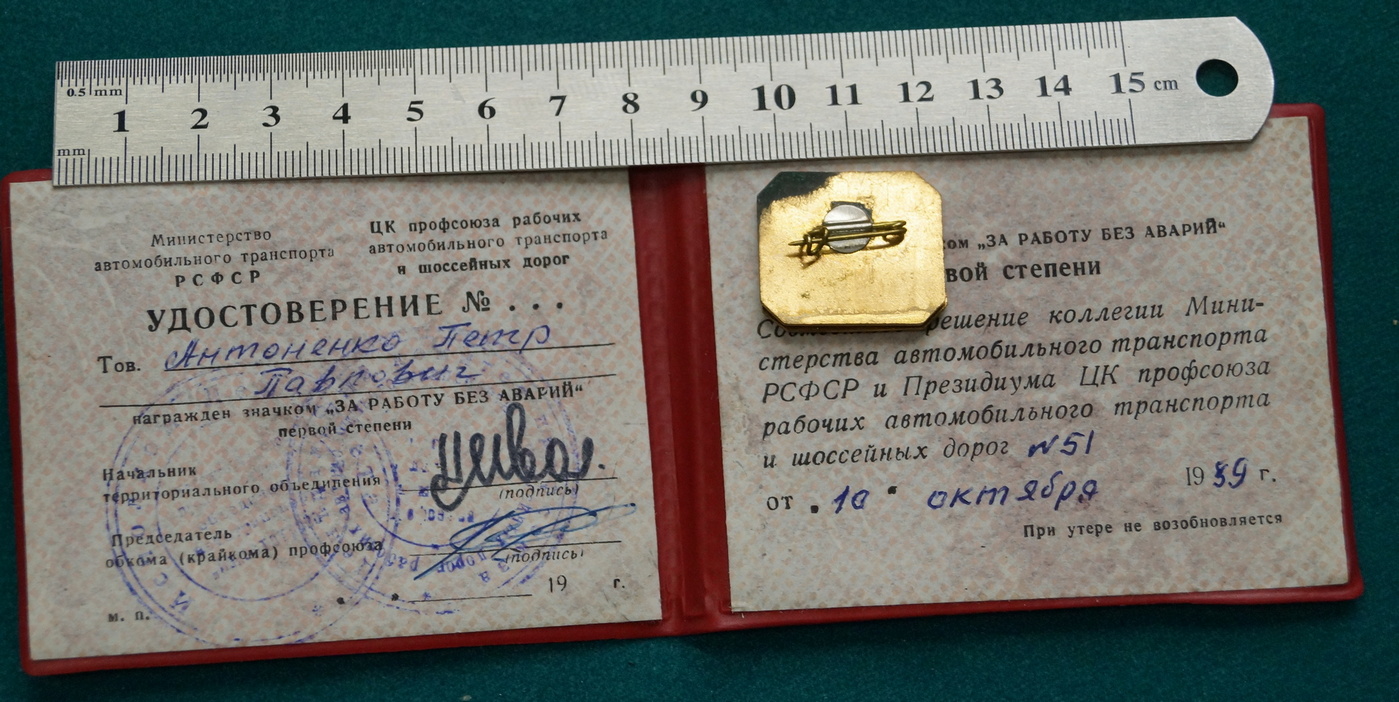 0.5 mm
1 2 3 4 5 6 7 8 9 10 11 12 13 14 15 cm
mm
Министерство
автомобильного транспорта
РСФСР
ЦК профсоюза рабочих
автомобильного транспорта
и шоссейных дорог
УДОСТОВЕРЕНИЕ № . . .
Тов. Антоненко Петр
Павлович
награжден значком „ЗА РАБОТУ БЕЗ АВАРИЙ“
первой степени
Начальник
территориального объединения
(подпись)
Председатель
обкома (крайкома) профсоюза
(подпись)
19 г.
м. п.
ком „ЗА РАБОТУ БЕЗ АВАРИЙ“
вой степени
решение коллегии Мини-
стерства автомобильного транспорта
РСФСР и Президиума ЦК профсоюза
рабочих автомобильного транспорта
и шоссейных дорог №51
от „10“ октября 1989 г.
При утере не возобновляется